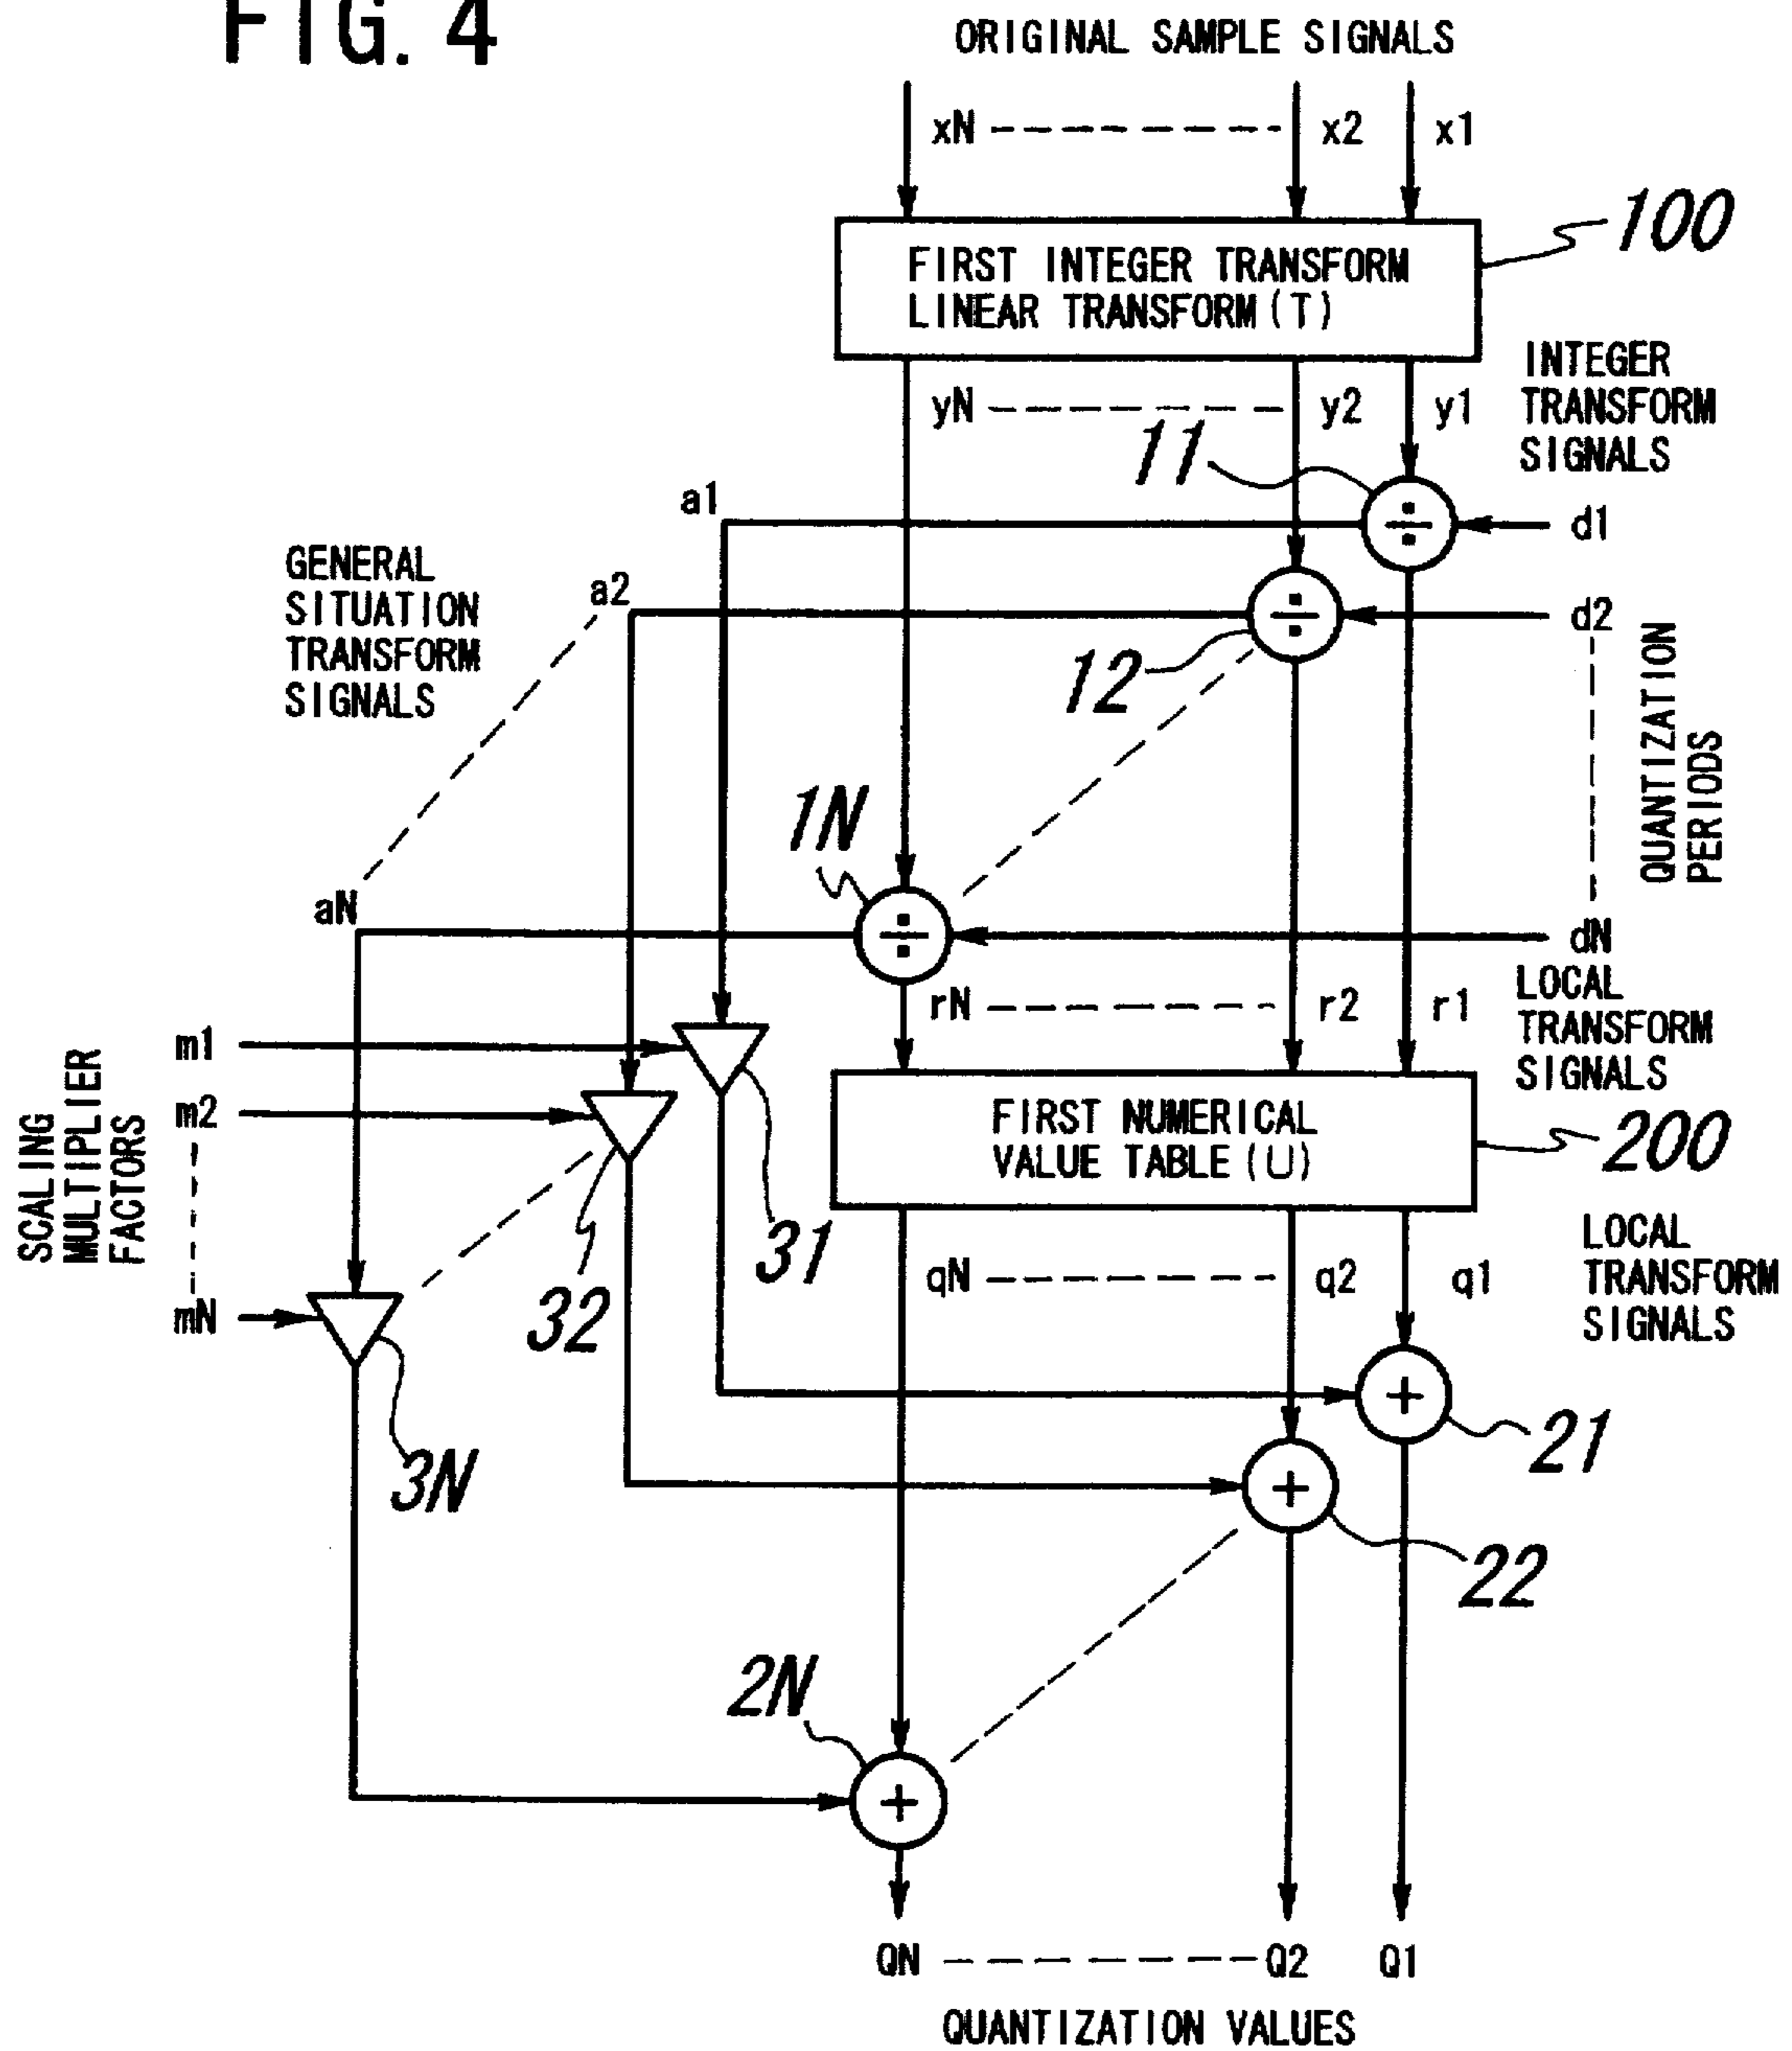 FIG. 4
ORIGINAL SAMPLE SIGNALS
xN x2 x1
100
FIRST INTEGER TRANSFORM
LINEAR TRANSFORM (T)
INTEGER
TRANSFORM
SIGNALS
yN y2 y1
11
a1
d1
GENERAL
SITUATION
TRANSFORM
SIGNALS
a2
d2
12
QUANTIZATION
PERIODS
1N
aN
dN
rN r2 r1
LOCAL
TRANSFORM
SIGNALS
m1
m2
mN
SCALING
MULTIPLIER
FACTORS
FIRST NUMERICAL
VALUE TABLE (U)
200
31
32
3N
qN q2 q1
LOCAL
TRANSFORM
SIGNALS
21
22
2N
QN Q2 Q1
QUANTIZATION VALUES